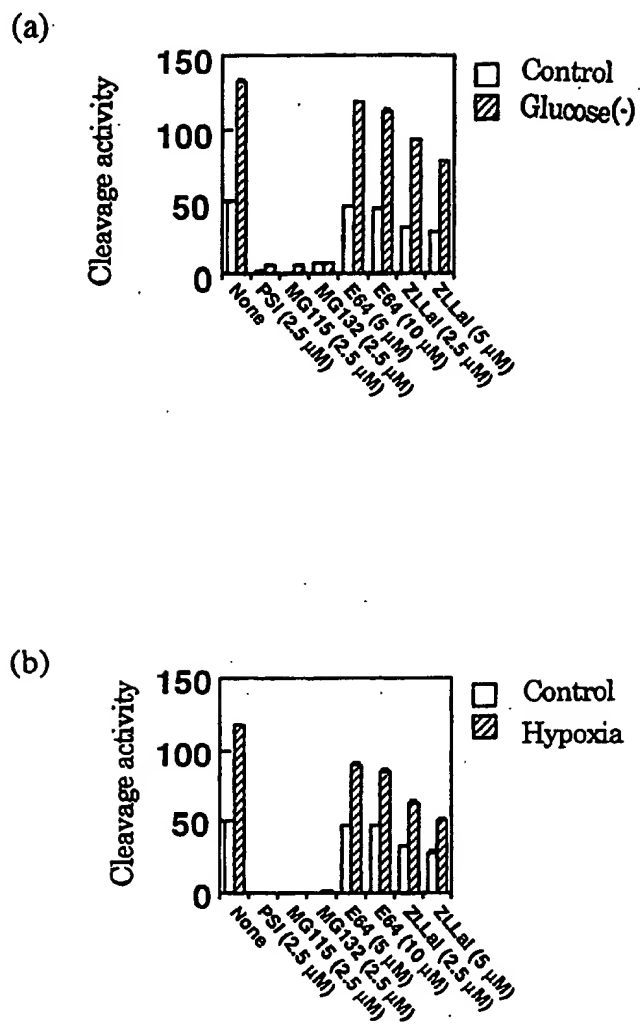 (a)
Cleavage activity
150
100
50
0
Control
Glucose(-)
None
PSI (2.5 μM)
MG115 (2.5 μM)
MG132 (2.5 μM)
E64 (5 μM)
E64 (10 μM)
ZLLal (2.5 μM)
ZLLal (5 μM)
(b)
Cleavage activity
150
100
50
0
Control
Hypoxia
None
PSI (2.5 μM)
MG115 (2.5 μM)
MG132 (2.5 μM)
E64 (5 μM)
E64 (10 μM)
ZLLal (2.5 μM)
ZLLal (5 μM)